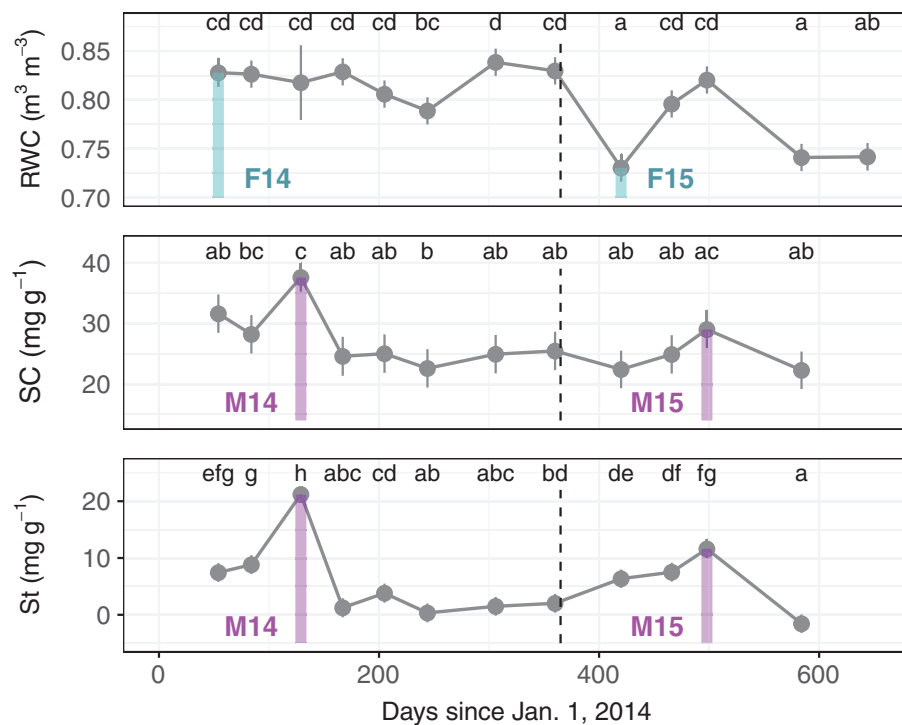 cd cd cd cd cd bc d cd a cd cd a ab
0.85
0.80
0.75
0.70
RWC (m³ m⁻³)
F14 F15
ab bc c ab ab b ab ab ab ab ac ab
40
30
20
SC (mg g⁻¹)
M14 M15
efg g h abc cd ab abc bd de df fg a
20
10
0
St (mg g⁻¹)
M14 M15
0 200 400 600
Days since Jan. 1, 2014